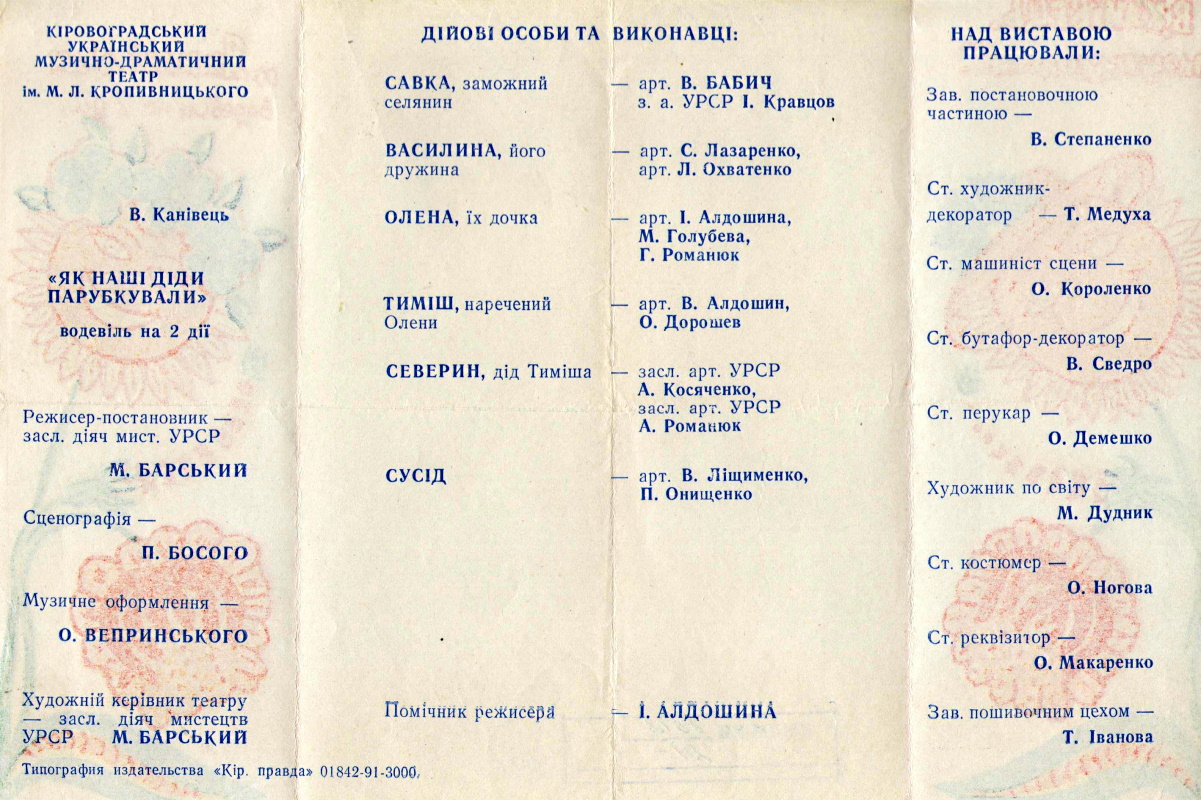 КІРОВОГРАДСЬКИЙ
УКРАЇНСЬКИЙ
МУЗИЧНО-ДРАМАТИЧНИЙ
ТЕАТР
ім. М. Л. КРОПИВНИЦЬКОГО
В. Канівець
«ЯК НАШІ ДІДИ
ПАРУБКУВАЛИ»
водевіль на 2 дії
Режисер-постановник —
засл. діяч мист. УРСР
М. БАРСЬКИЙ
Сценографія —
П. БОСОГО
Музичне оформлення —
О. ВЕПРИНСЬКОГО
Художній керівник театру
— засл. діяч мистецтв
УРСР М. БАРСЬКИЙ
Типография издательства «Кір. правда» 01842-91-3000.
ДІЙОВІ ОСОБИ ТА ВИКОНАВЦІ:
САВКА, заможний — арт. В. БАБИЧ
селянин з. а. УРСР І. Кравцов
ВАСИЛИНА, його — арт. С. Лазаренко,
дружина арт. Л. Охватенко
ОЛЕНА, їх дочка — арт. І. Алдошина,
М. Голубева,
Г. Романюк
ТИМІШ, наречений — арт. В. Алдошин,
Олени О. Дорошев
СЕВЕРИН, дід Тиміша — засл. арт. УРСР
А. Косяченко,
засл. арт. УРСР
А. Романюк
СУСІД — арт. В. Ліщименко,
П. Онищенко
Помічник режисера — І. АЛДОШИНА
НАД ВИСТАВОЮ
ПРАЦЮВАЛИ:
Зав. постановочною
частиною —
В. Степаненко
Ст. художник-
декоратор — Т. Медуха
Ст. машиніст сцени —
О. Короленко
Ст. бутафор-декоратор —
В. Сведро
Ст. перукар —
О. Демешко
Художник по світу —
М. Дудник
Ст. костюмер —
О. Ногова
Ст. реквізитор —
О. Макаренко
Зав. пошивочним цехом —
Т. Іванова